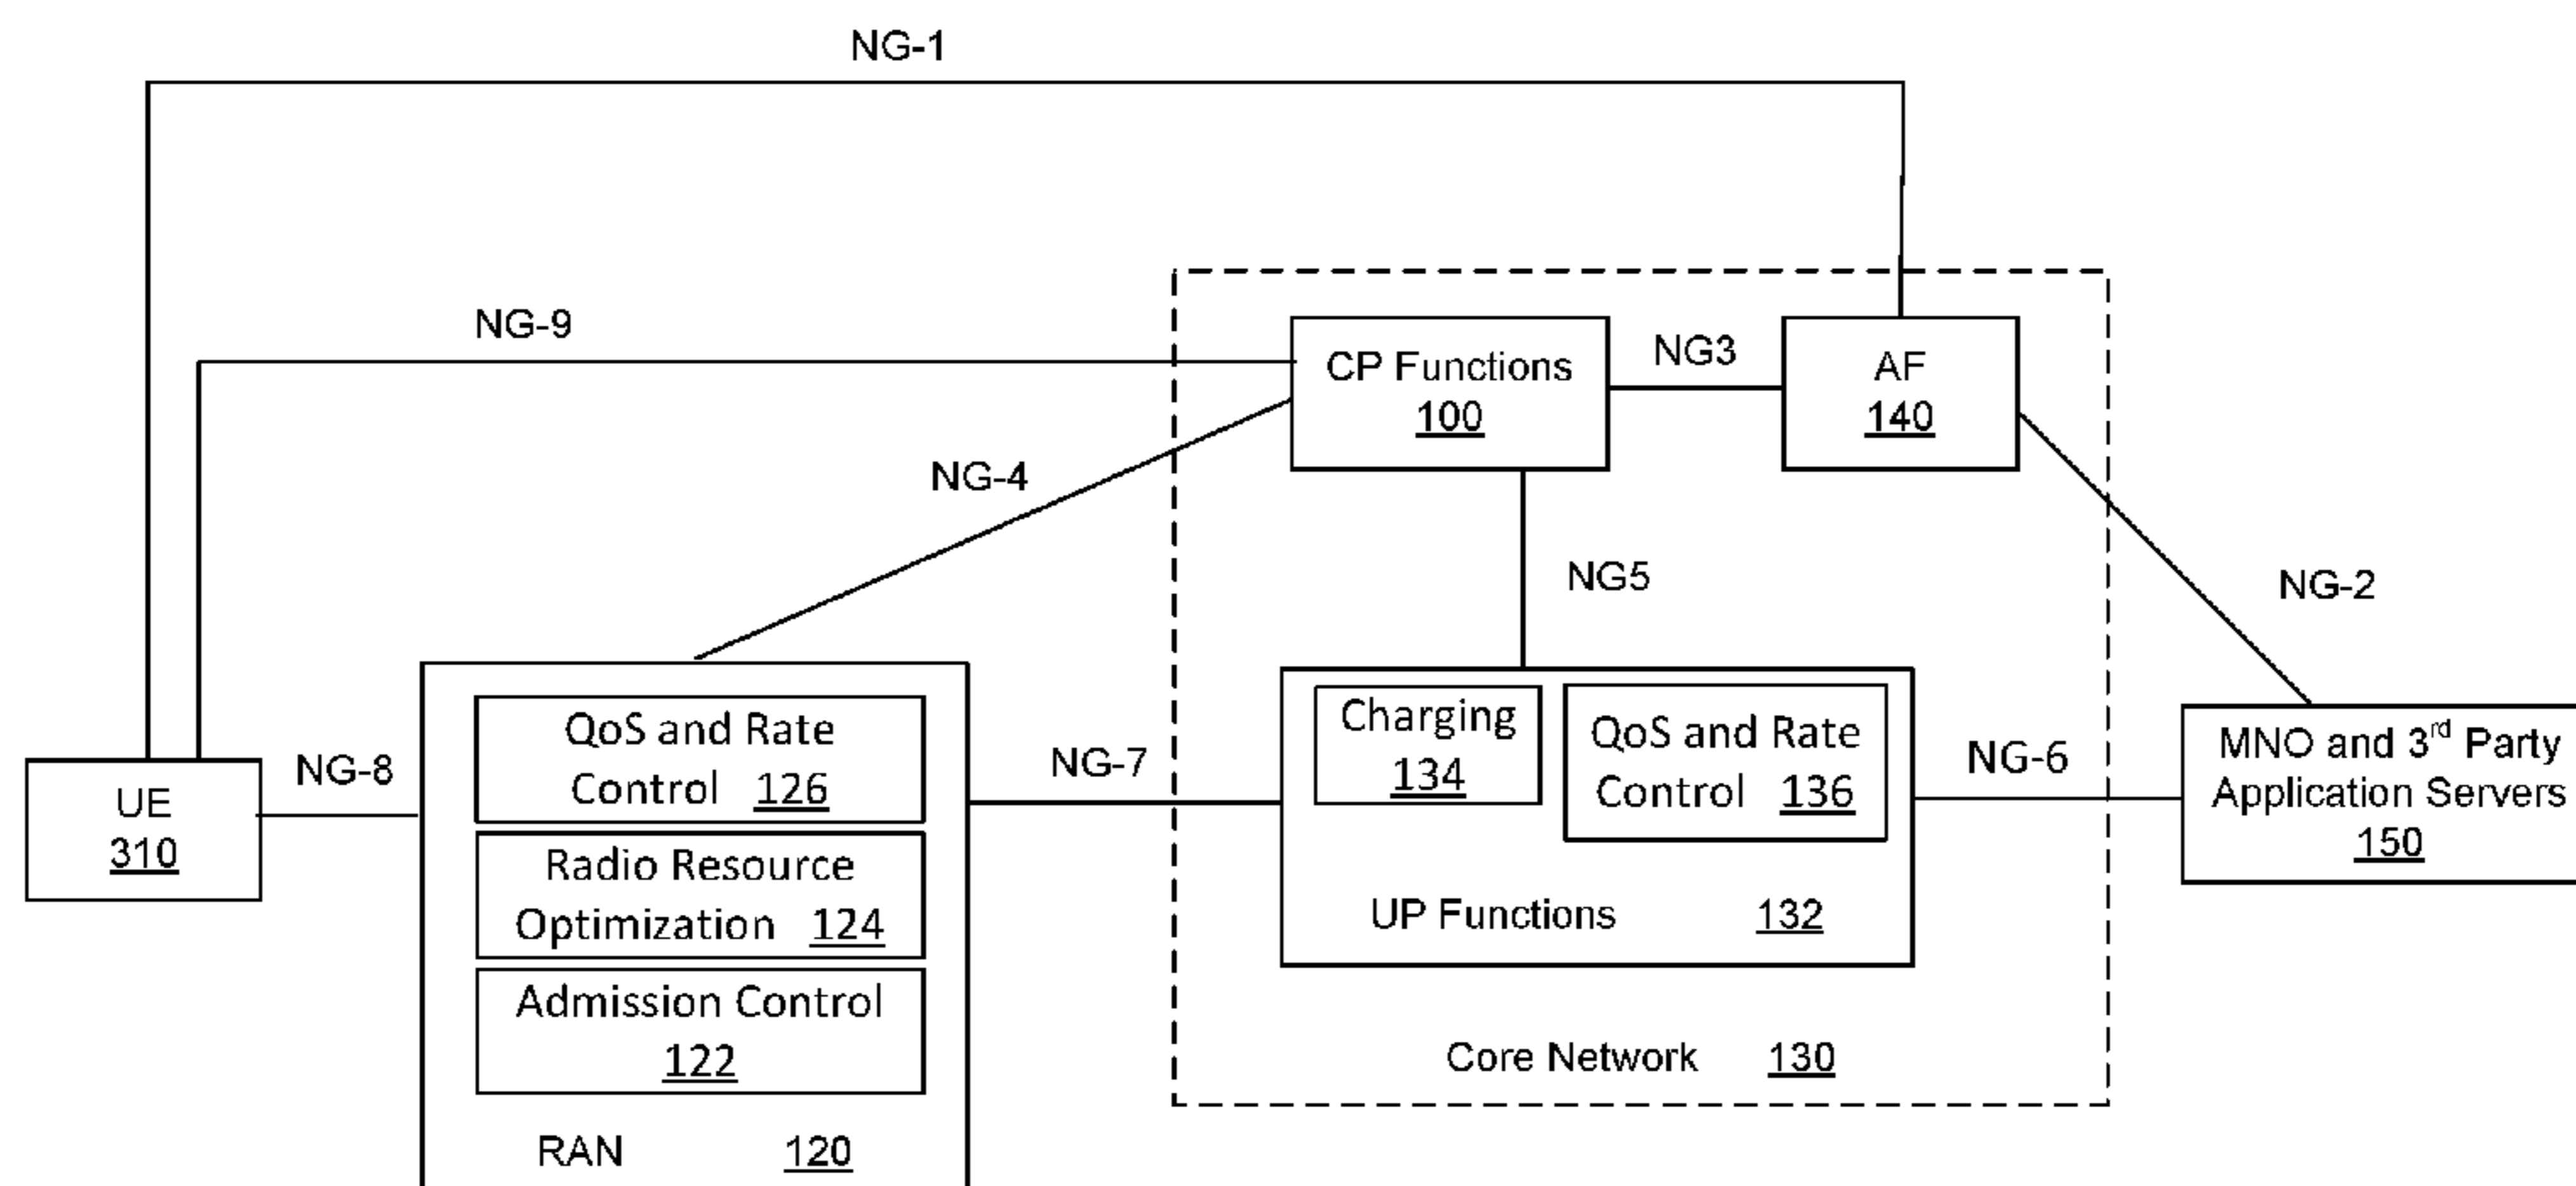 NG-1
NG-9
CP Functions
100
NG3
AF
140
NG-4
NG5
NG-2
UE
310
NG-8
QoS and Rate
Control 126
Radio Resource
Optimization 124
Admission Control
122
RAN 120
NG-7
Charging
134
QoS and Rate
Control 136
UP Functions 132
Core Network 130
NG-6
MNO and 3rd Party
Application Servers
150